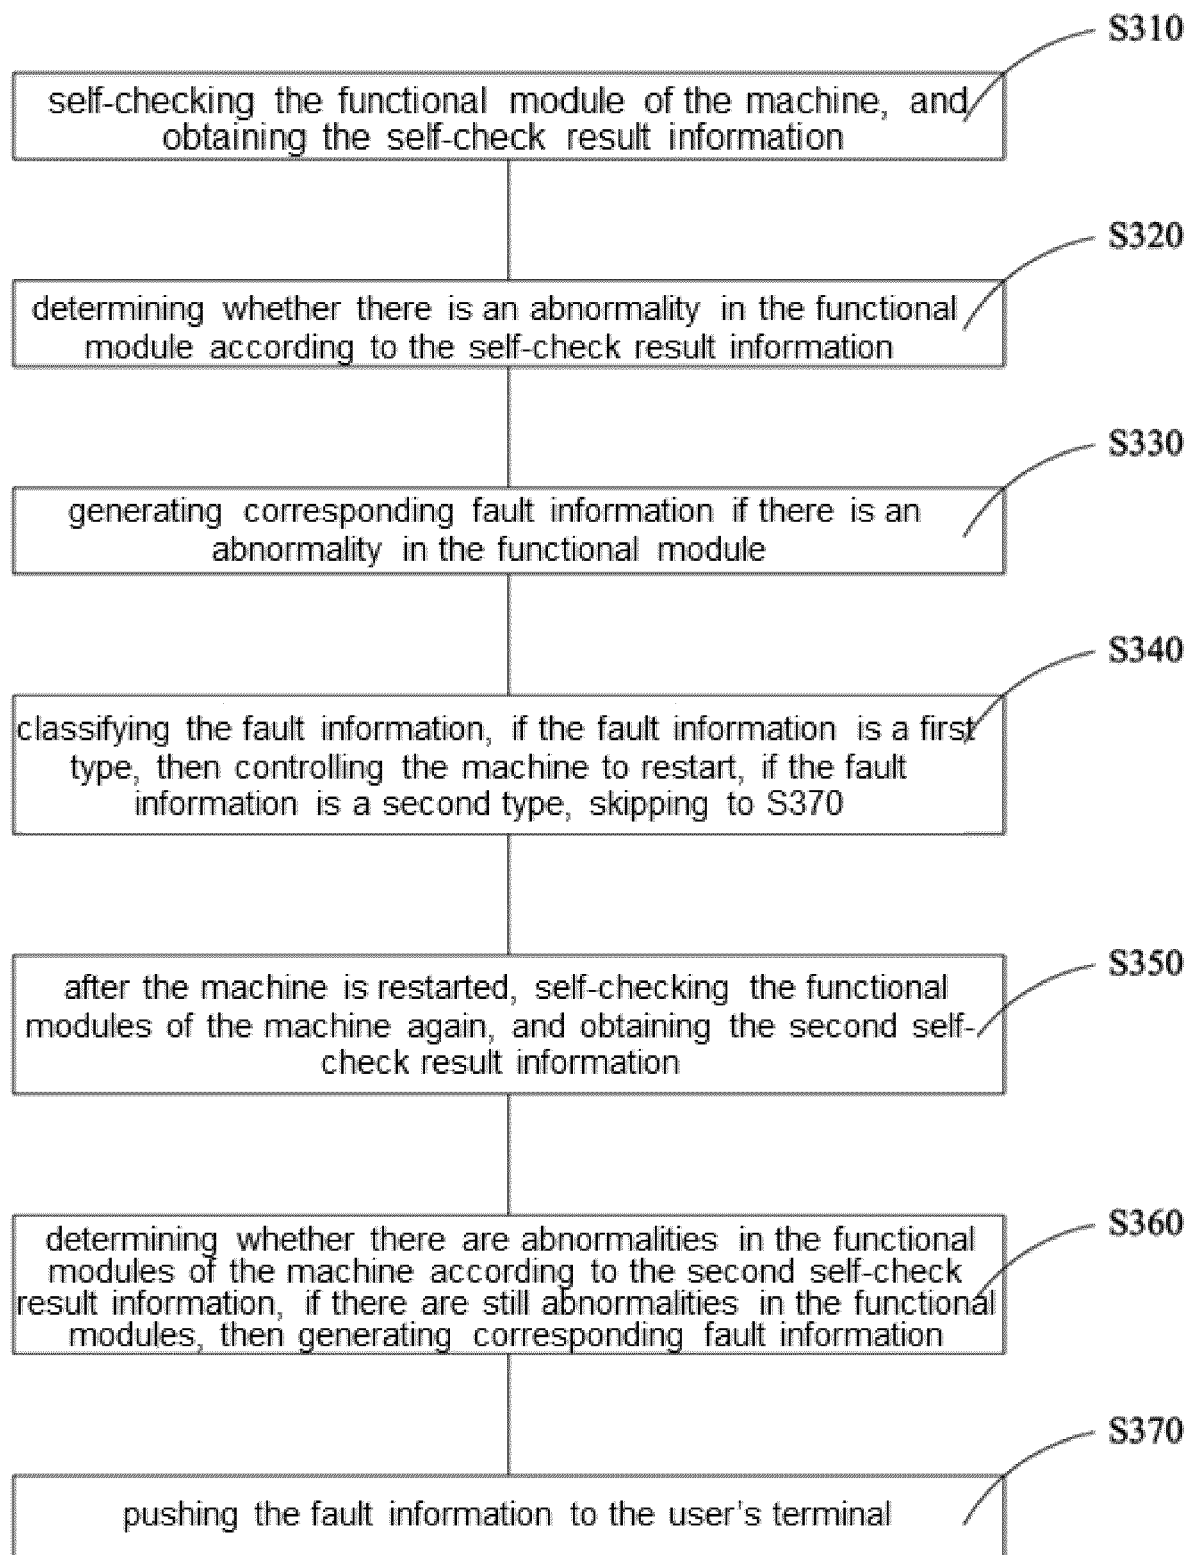 S310
self-checking the functional module of the machine, and
obtaining the self-check result information
S320
determining whether there is an abnormality in the functional
module according to the self-check result information
S330
generating corresponding fault information if there is an
abnormality in the functional module
S340
classifying the fault information, if the fault information is a first
type, then controlling the machine to restart, if the fault
information is a second type, skipping to S370
S350
after the machine is restarted, self-checking the functional
modules of the machine again, and obtaining the second self-
check result information
S360
determining whether there are abnormalities in the functional
modules of the machine according to the second self-check
result information, if there are still abnormalities in the functional
modules, then generating corresponding fault information
S370
pushing the fault information to the user's terminal